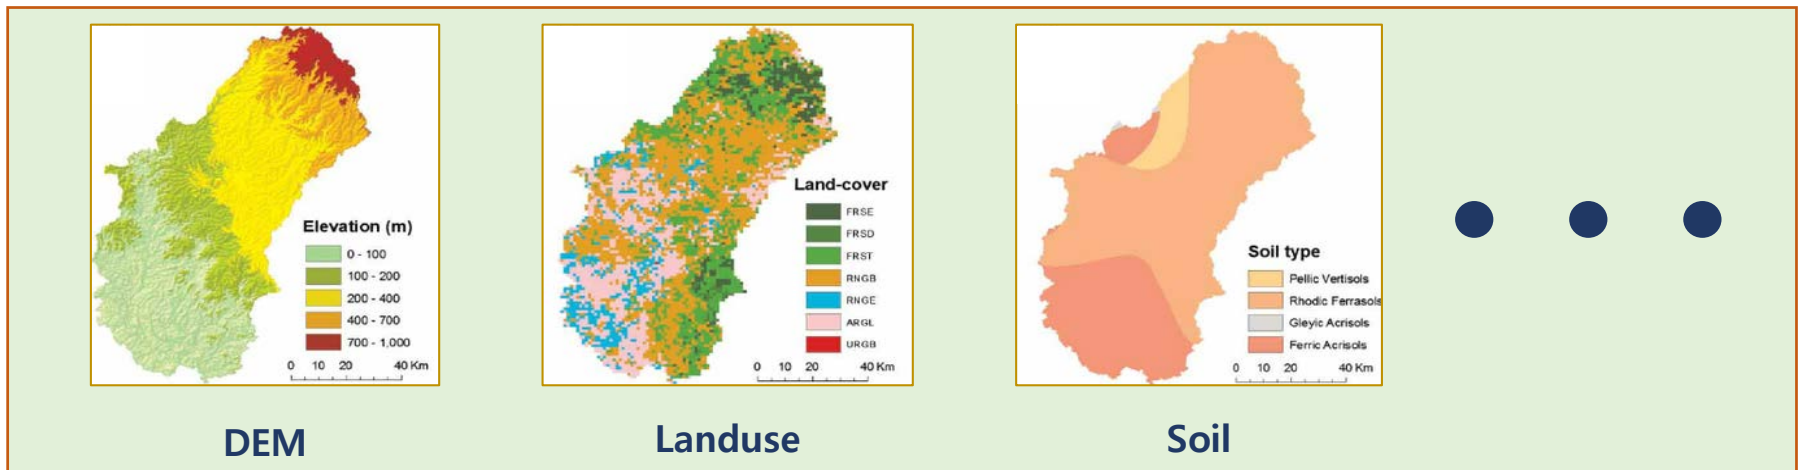 Elevation (m)
0 - 100
100 - 200
200 - 400
400 - 700
700 - 1,000
0 10 20 40 Km
DEM
Land-cover
FRSE
FRSD
FRST
RNGB
RNGE
ARGL
URGB
0 10 20 40 Km
Landuse
Soil type
Pellic Vertisols
Rhodic Ferrasols
Gleyic Acrisols
Ferric Acrisols
0 10 20 40 Km
Soil